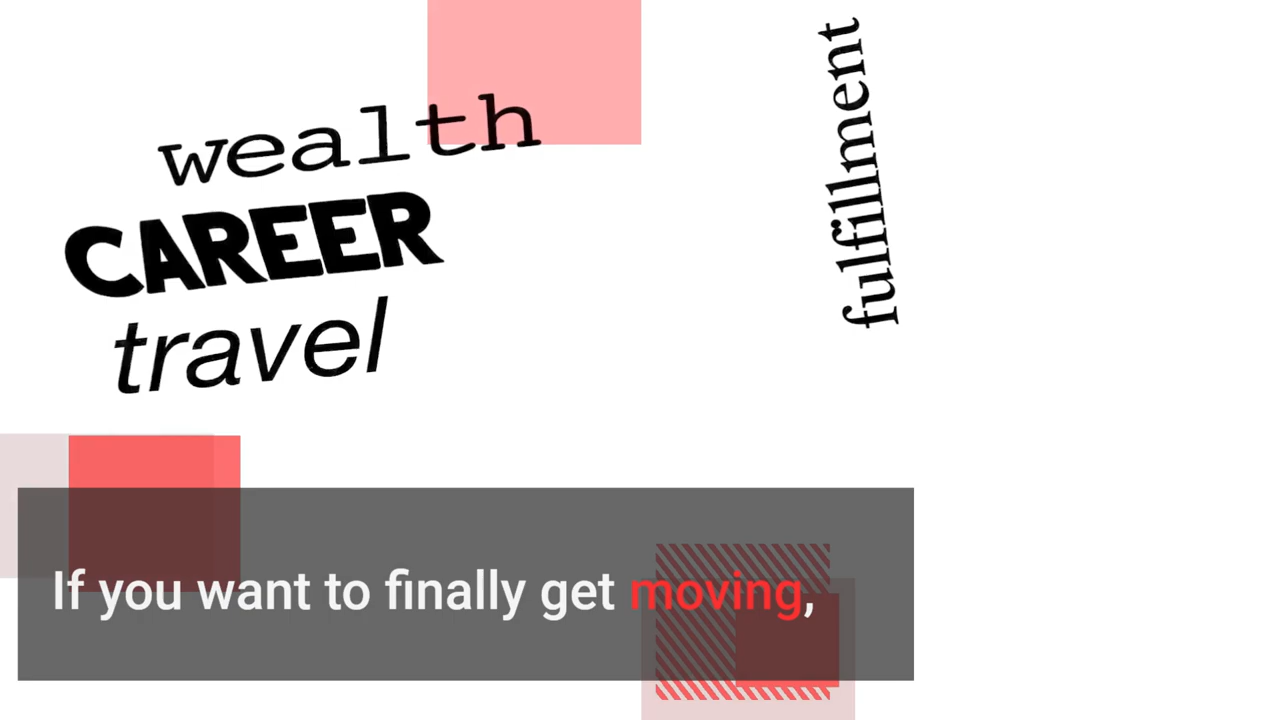 wealth
CAREER
travel
fulfillment
If you want to finally get moving,